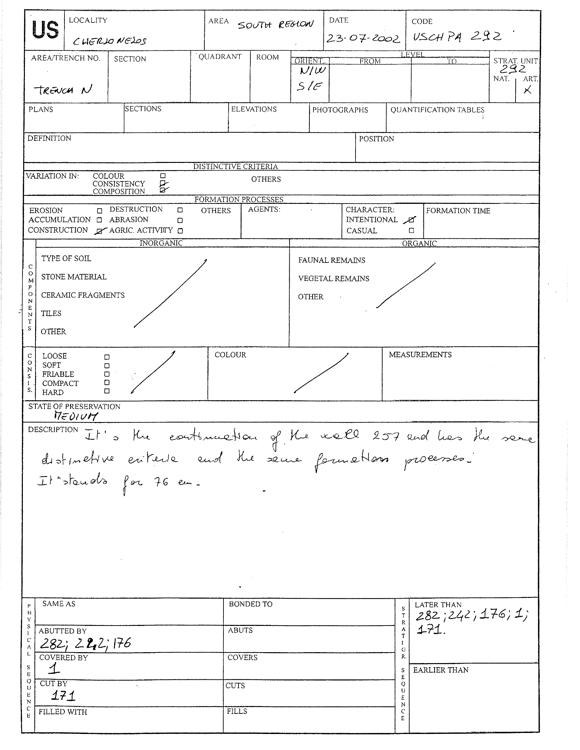 US
LOCALITY
CHERSONESOS
AREA SOUTH REGION
DATE
23-07-2002
CODE
USCH PA 292
AREA/TRENCH NO.
TRENCH N
SECTION
QUADRANT
ROOM
LEVEL
ORIENT. FROM TO
N/W
S/E
STRAT. UNIT
292
NAT. ART.
X
PLANS
SECTIONS
ELEVATIONS
PHOTOGRAPHS
QUANTIFICATION TABLES
DEFINITION
POSITION
DISTINCTIVE CRITERIA
VARIATION IN: COLOUR
CONSISTENCY
COMPOSITION
OTHERS
FORMATION PROCESSES
EROSION DESTRUCTION OTHERS
ACCUMULATION ABRASION
CONSTRUCTION AGRIC. ACTIVITY
AGENTS:
CHARACTER:
INTENTIONAL
CASUAL
FORMATION TIME
COMPONENTS
INORGANIC
TYPE OF SOIL
STONE MATERIAL
CERAMIC FRAGMENTS
TILES
OTHER
ORGANIC
FAUNAL REMAINS
VEGETAL REMAINS
OTHER
CONSIS.
LOOSE
SOFT
FRIABLE
COMPACT
HARD
COLOUR
MEASUREMENTS
STATE OF PRESERVATION
MEDIUM
DESCRIPTION It's the continuation of the wall 257 and has the same
distinctive criteria and the same formations processes.
It stands for 76 cm.
PHYSICAL SEQUENCE
SAME AS
BONDED TO
ABUTTED BY
282; 242; 176
ABUTS
COVERED BY
1
COVERS
CUT BY
171
CUTS
FILLED WITH
FILLS
STRATIGR. SEQUENCE
LATER THAN
282; 242; 176; 1;
171.
EARLIER THAN